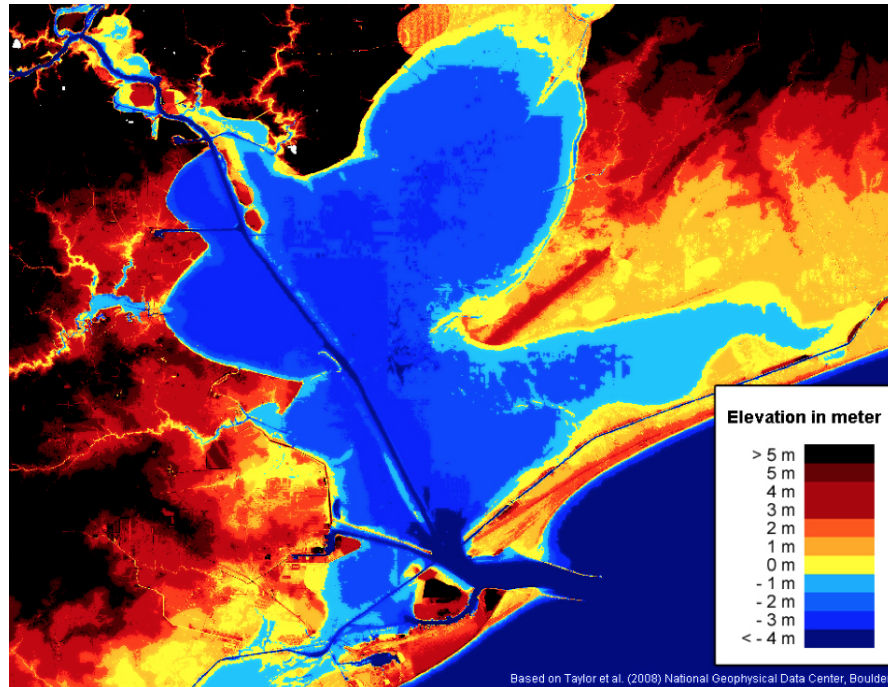 Elevation in meter
> 5 m
5 m
4 m
3 m
2 m
1 m
0 m
- 1 m
- 2 m
- 3 m
< - 4 m
Based on Taylor et al. (2008) National Geophysical Data Center, Boulde